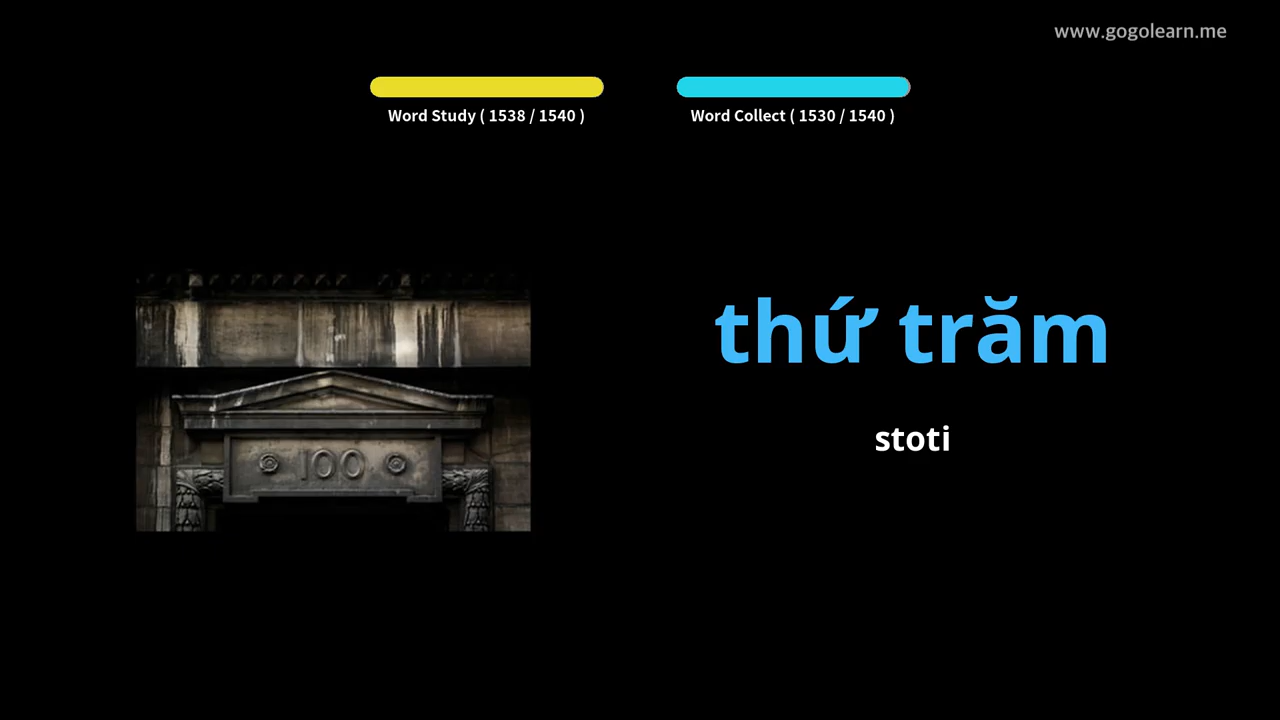 www.gogolearn.me
Word Study ( 1538 / 1540 )
Word Collect ( 1530 / 1540 )
thứ trăm
stoti
100